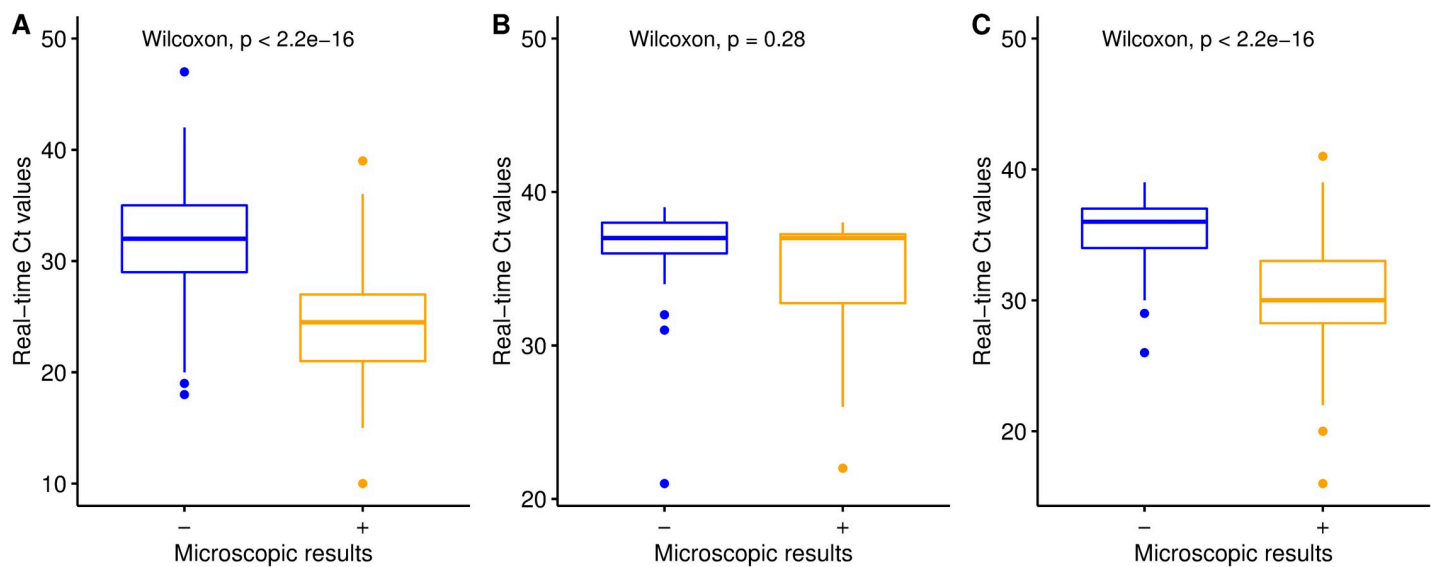 A
Wilcoxon, p < 2.2e−16
50
40
30
20
10
Real−time Ct values
− +
Microscopic results
B
Wilcoxon, p = 0.28
50
40
30
20
Real−time Ct values
− +
Microscopic results
C
Wilcoxon, p < 2.2e−16
50
40
30
20
Real−time Ct values
− +
Microscopic results